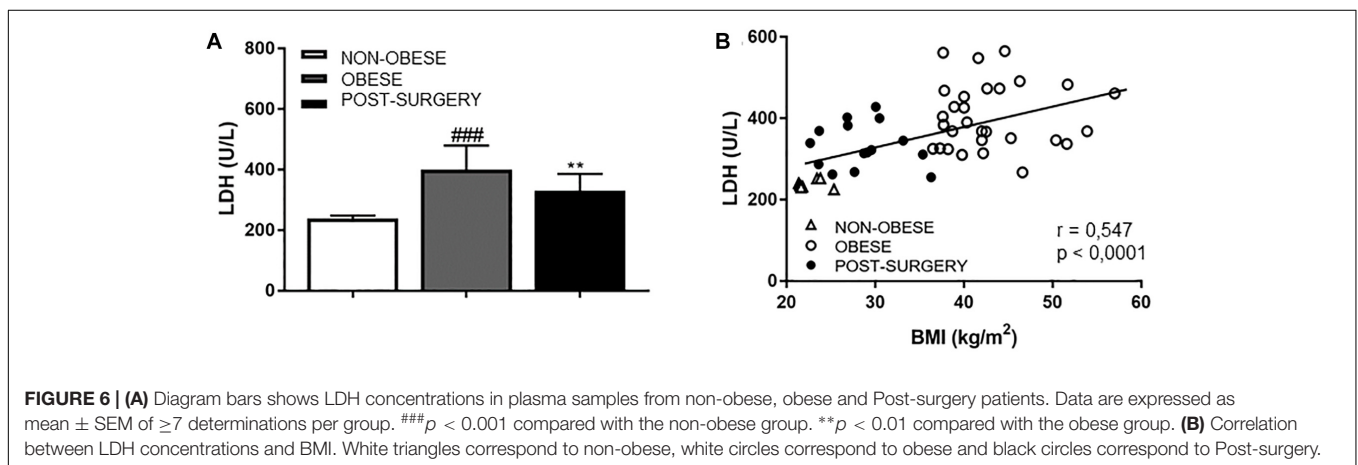 A
800
600
400
200
0
LDH (U/L)
NON-OBESE
OBESE
POST-SURGERY
###
**
B
600
400
200
0
LDH (U/L)
NON-OBESE
OBESE
POST-SURGERY
r = 0,547
p < 0,0001
20 30 40 50 60
BMI (kg/m²)
FIGURE 6 | (A) Diagram bars shows LDH concentrations in plasma samples from non-obese, obese and Post-surgery patients. Data are expressed as
mean ± SEM of ≥7 determinations per group. ###p < 0.001 compared with the non-obese group. **p < 0.01 compared with the obese group. (B) Correlation
between LDH concentrations and BMI. White triangles correspond to non-obese, white circles correspond to obese and black circles correspond to Post-surgery.